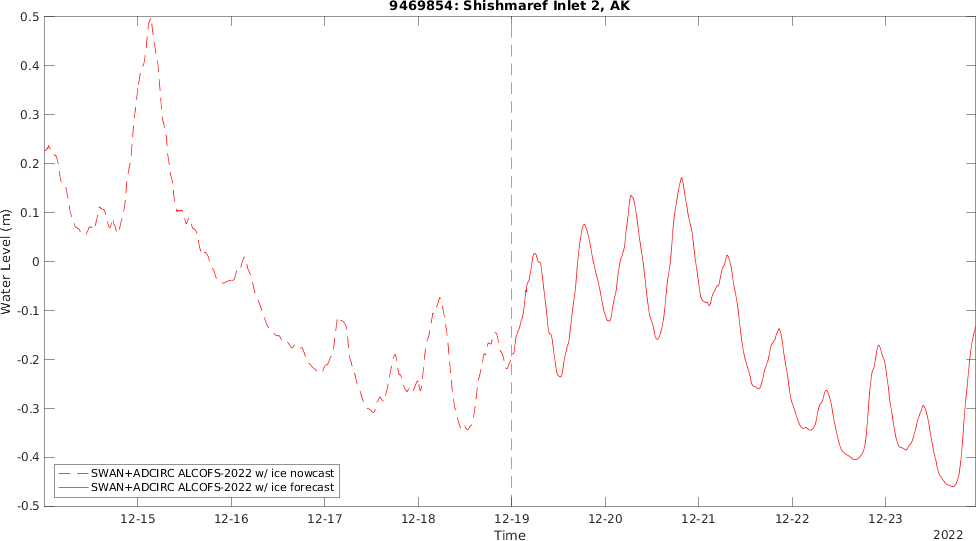 9469854: Shishmaref Inlet 2, AK
0.5
0.4
0.3
0.2
0.1
0
-0.1
-0.2
-0.3
-0.4
-0.5
Water Level (m)
SWAN+ADCIRC ALCOFS-2022 w/ ice nowcast
SWAN+ADCIRC ALCOFS-2022 w/ ice forecast
12-15 12-16 12-17 12-18 12-19 12-20 12-21 12-22 12-23
Time
2022